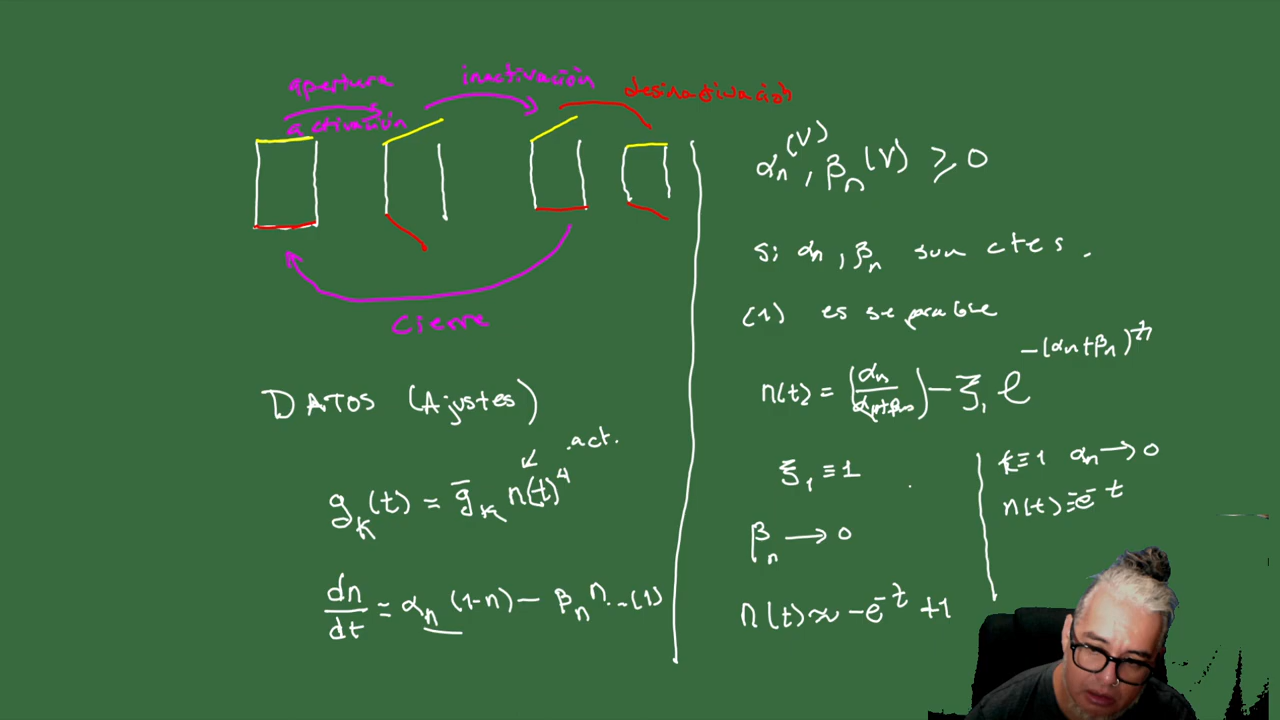 apertura
activación
inactivación
desinactivación
cierre
DATOS (Ajustes)
act.
g_K(t) = \bar{g}_K n(t)^4
dn/dt = α_n (1-n) - β_n n ...(1)
α_n(V), β_n(V) ≥ 0
Si α_n, β_n son ctes.
(1) es separable
n(t) = (α_n/(α_n+β_n)) - ξ_1 e^{-(α_n+β_n)t}
ξ_1 ≡ 1
β_n → 0
n(t) ≈ -e^{-t} + 1
α_n → 0